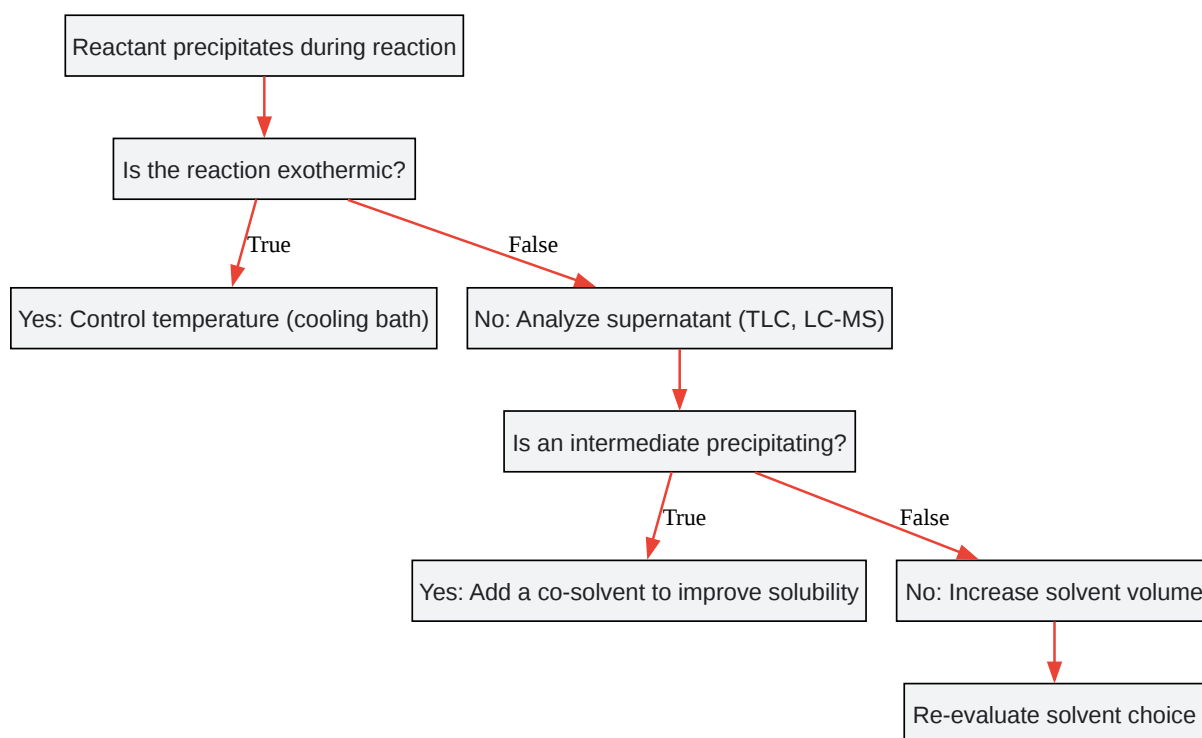 Reactant precipitates during reaction
Is the reaction exothermic?
True
False
Yes: Control temperature (cooling bath)
No: Analyze supernatant (TLC, LC-MS)
Is an intermediate precipitating?
True
False
Yes: Add a co-solvent to improve solubility
No: Increase solvent volume
Re-evaluate solvent choice